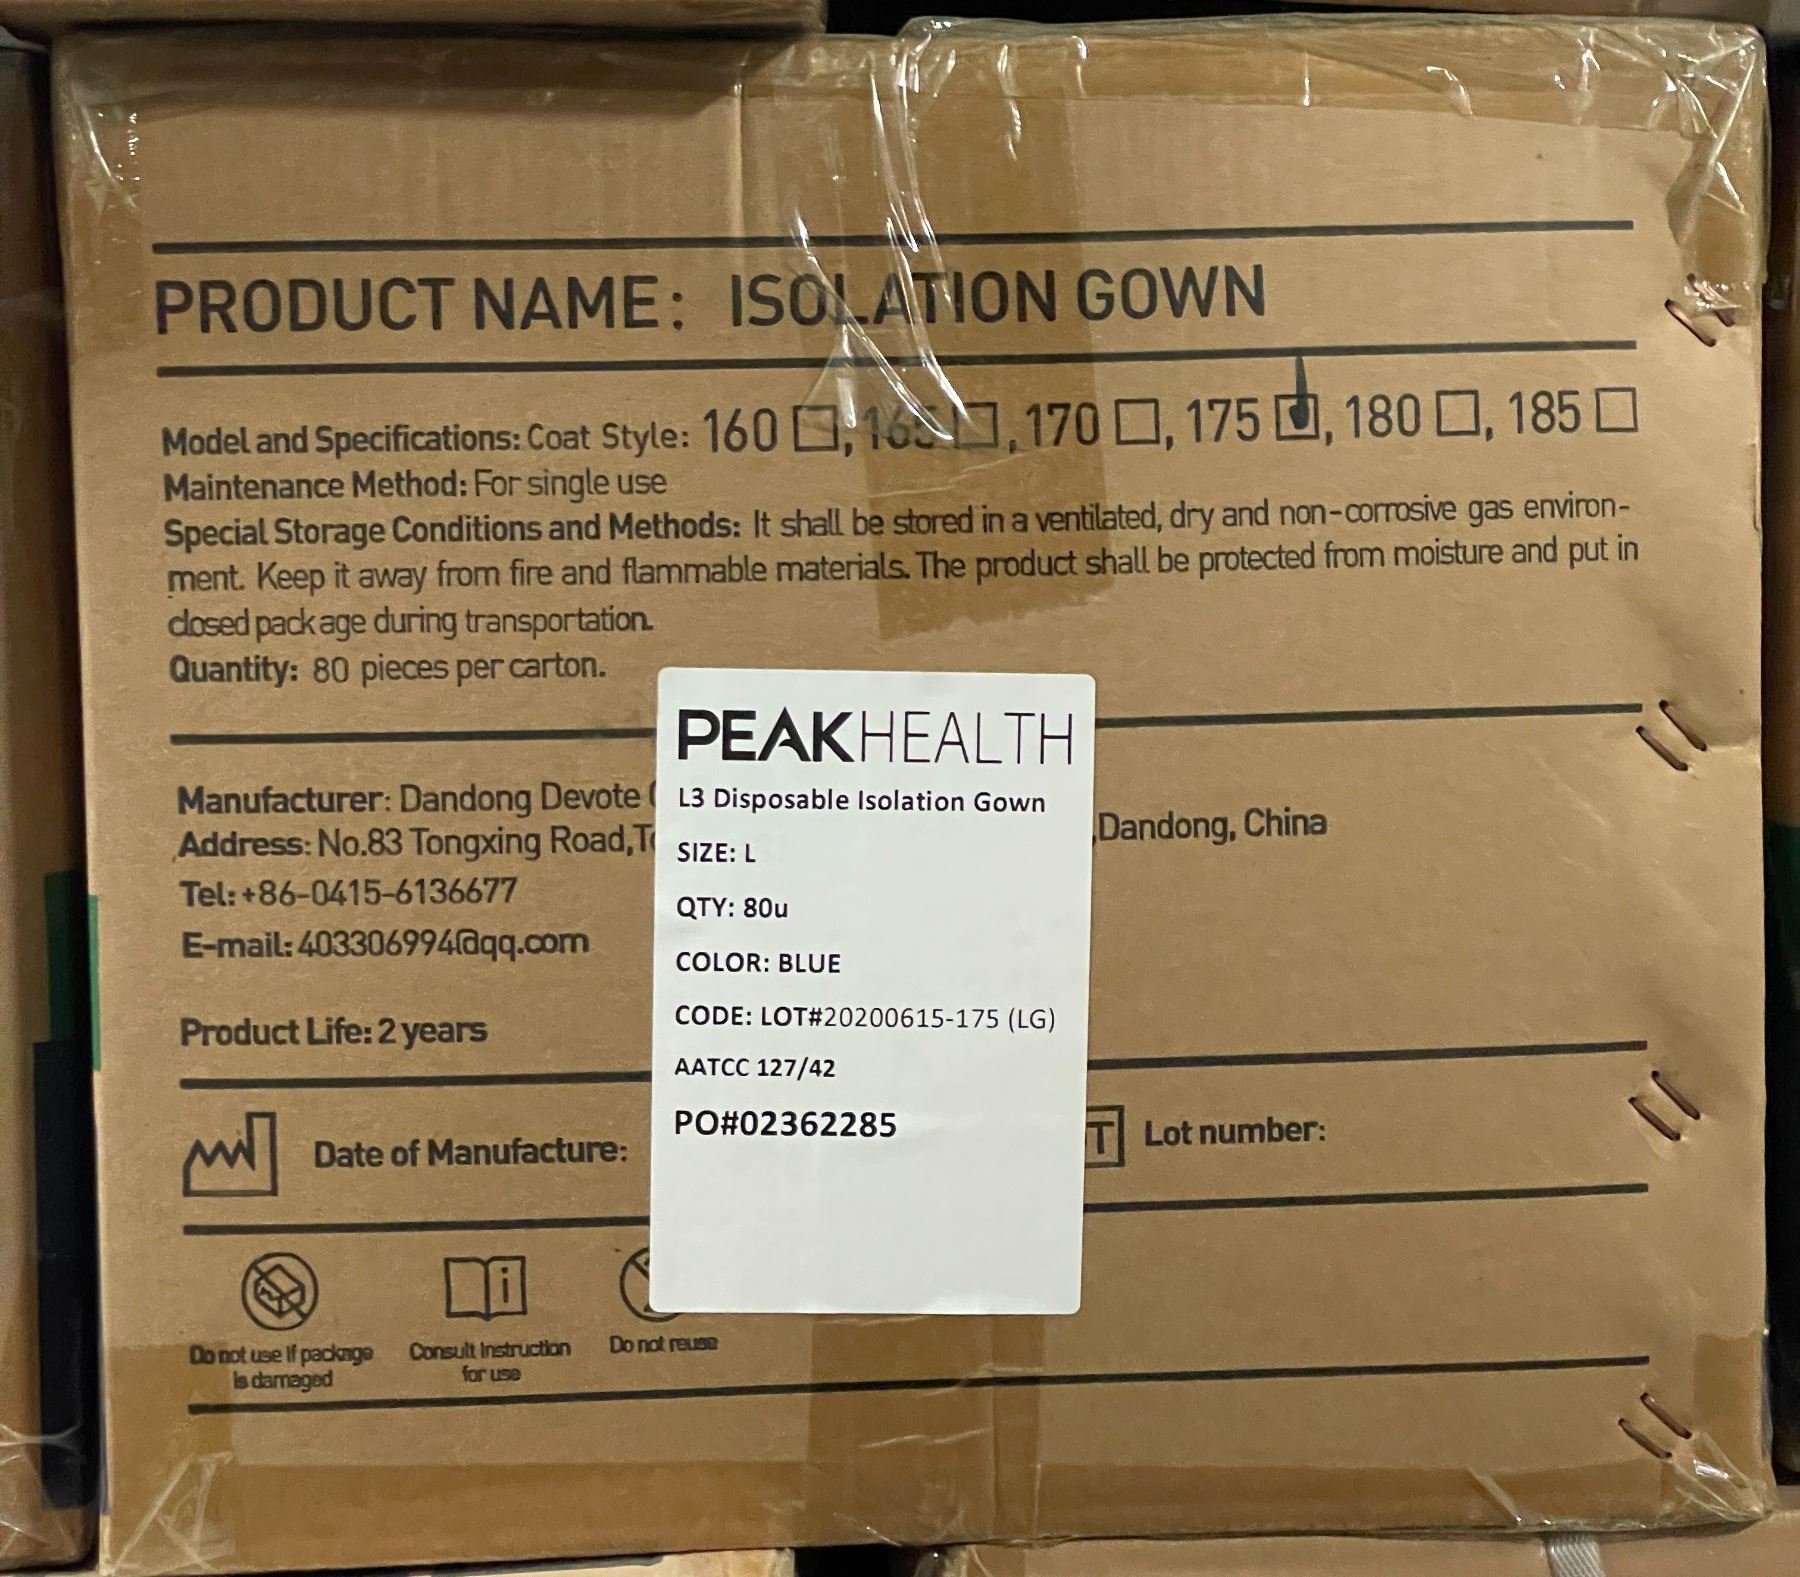 PRODUCT NAME: ISOLATION GOWN
Model and Specifications: Coat Style: 160 ☐, 165 ☐, 170 ☐, 175 ☑, 180 ☐, 185 ☐
Maintenance Method: For single use
Special Storage Conditions and Methods: It shall be stored in a ventilated, dry and non-corrosive gas environ-
ment. Keep it away from fire and flammable materials. The product shall be protected from moisture and put in
closed package during transportation.
Quantity: 80 pieces per carton.
Manufacturer: Dandong Devote
Address: No.83 Tongxing Road, ,Dandong, China
Tel: +86-0415-6136677
E-mail: 403306994@qq.com
Product Life: 2 years
Date of Manufacture:
T Lot number:
Do not use if package
is damaged
Consult Instruction
for use
Do not reuse
PEAKHEALTH
L3 Disposable Isolation Gown
SIZE: L
QTY: 80u
COLOR: BLUE
CODE: LOT#20200615-175 (LG)
AATCC 127/42
PO#02362285